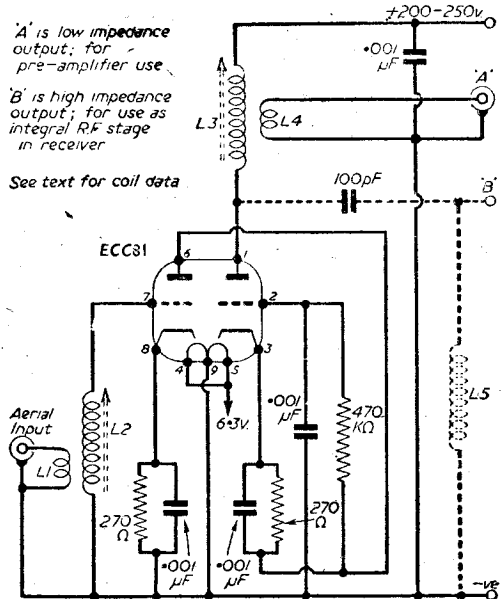 'A' is low impedance
output; for
pre-amplifier use
'B' is high impedance
output; for use as
integral R.F stage
in receiver
See text for coil data
+200-250v.
·001
μF
'A'
L3
L4
100pF
'B'
ECC81
6
1
7
2
8
3
4
9
5
6·3v.
·001
μF
470
KΩ
L5
Aerial
Input
L1
L2
270
Ω
·001
μF
·001
μF
270
Ω
-ve